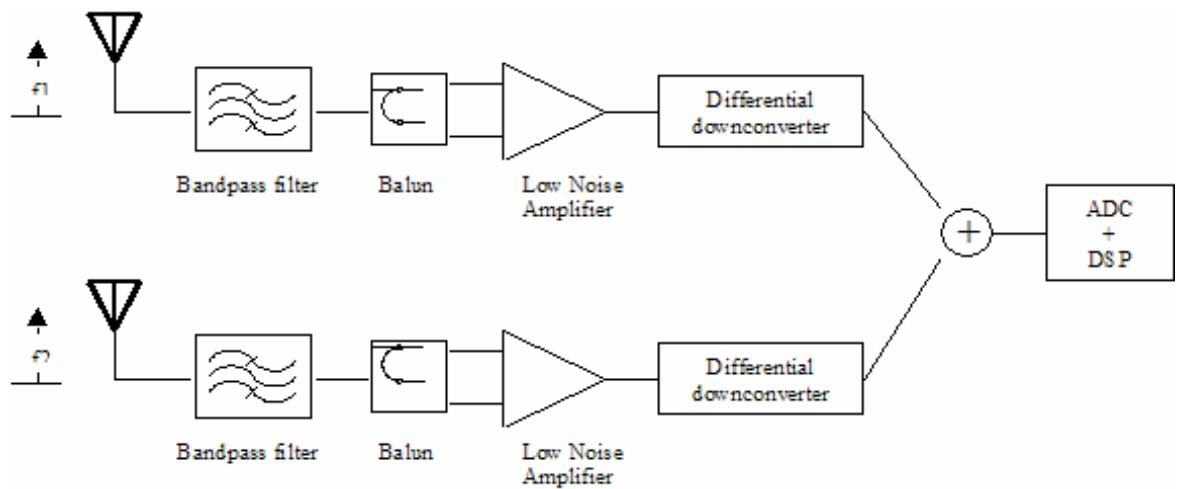 f1
Bandpass filter
Balun
Low Noise
Amplifier
Differential
downconverter
+
ADC
+
DSP
f2
Bandpass filter
Balun
Low Noise
Amplifier
Differential
downconverter